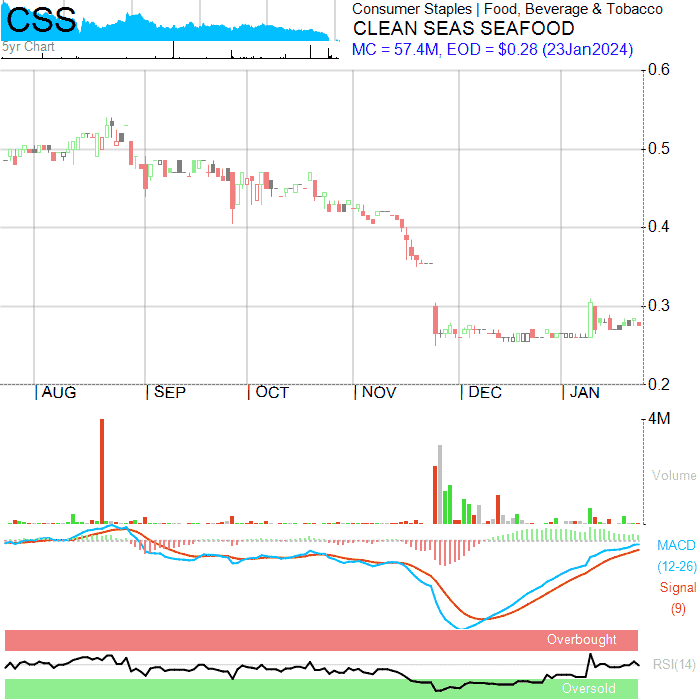 CSS
5yr Chart
Consumer Staples | Food, Beverage & Tobacco
CLEAN SEAS SEAFOOD
MC = 57.4M, EOD = $0.28 (23Jan2024)
0.6
0.5
0.4
0.3
0.2
AUG SEP OCT NOV DEC JAN
4M
Volume
MACD
(12-26)
Signal
(9)
Overbought
RSI(14)
Oversold